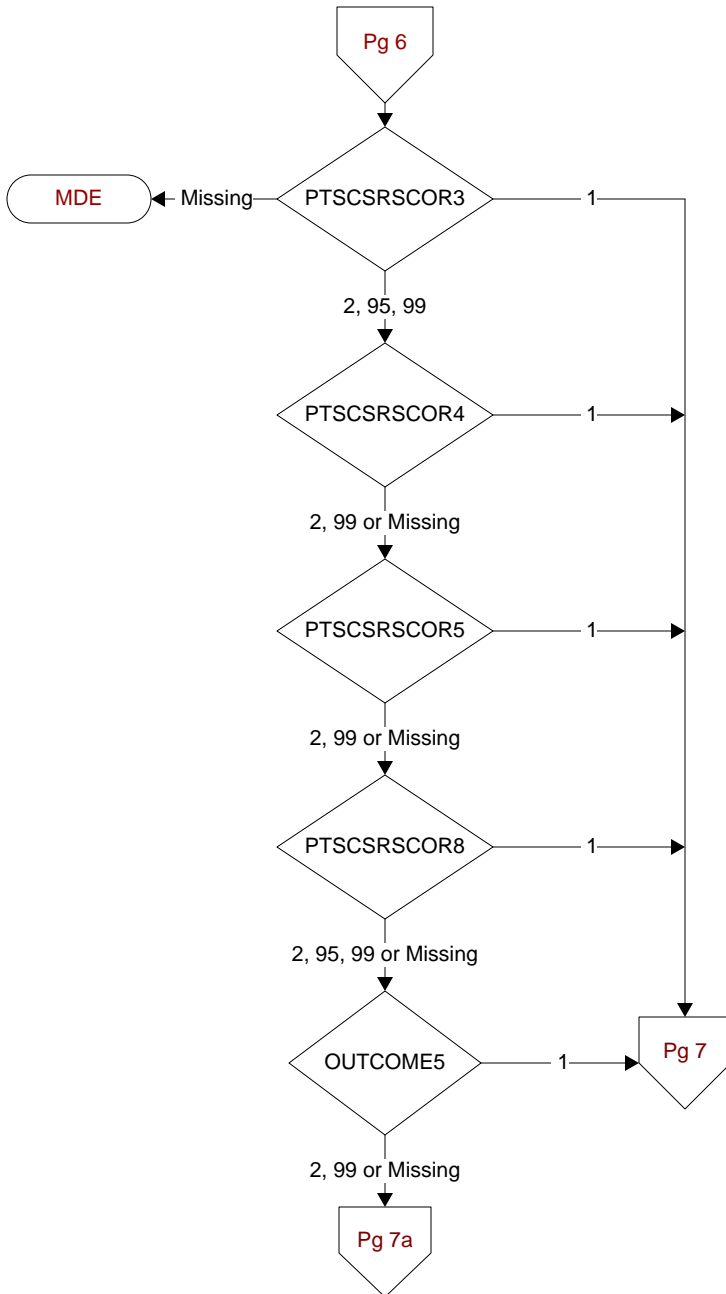 Pg 6
MDE
Missing
PTSCSRSCOR3
1
2, 95, 99
PTSCSRSCOR4
1
2, 99 or Missing
PTSCSRSCOR5
1
2, 99 or Missing
PTSCSRSCOR8
1
2, 95, 99 or Missing
OUTCOME5
1
Pg 7
2, 99 or Missing
Pg 7a